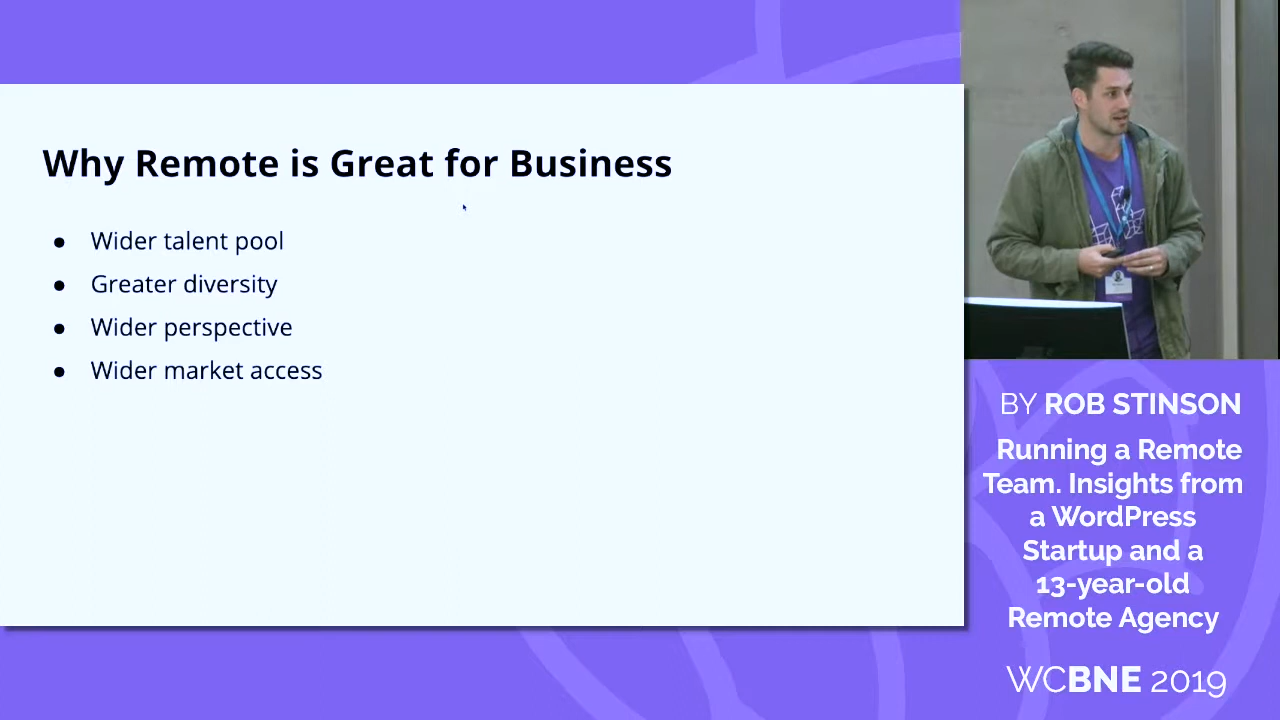 Why Remote is Great for Business
● Wider talent pool
● Greater diversity
● Wider perspective
● Wider market access
BY ROB STINSON
Running a Remote
Team. Insights from
a WordPress
Startup and a
13-year-old
Remote Agency
WCBNE 2019